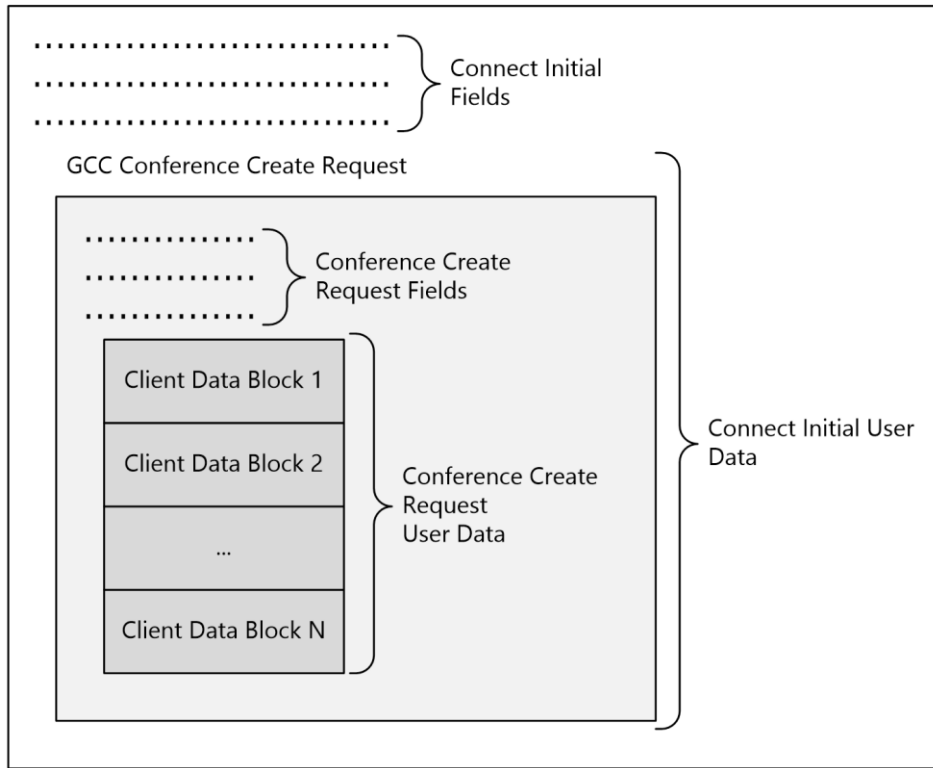 Connect Initial
Fields
GCC Conference Create Request
Conference Create
Request Fields
Client Data Block 1
Client Data Block 2
...
Client Data Block N
Conference Create
Request
User Data
Connect Initial User
Data